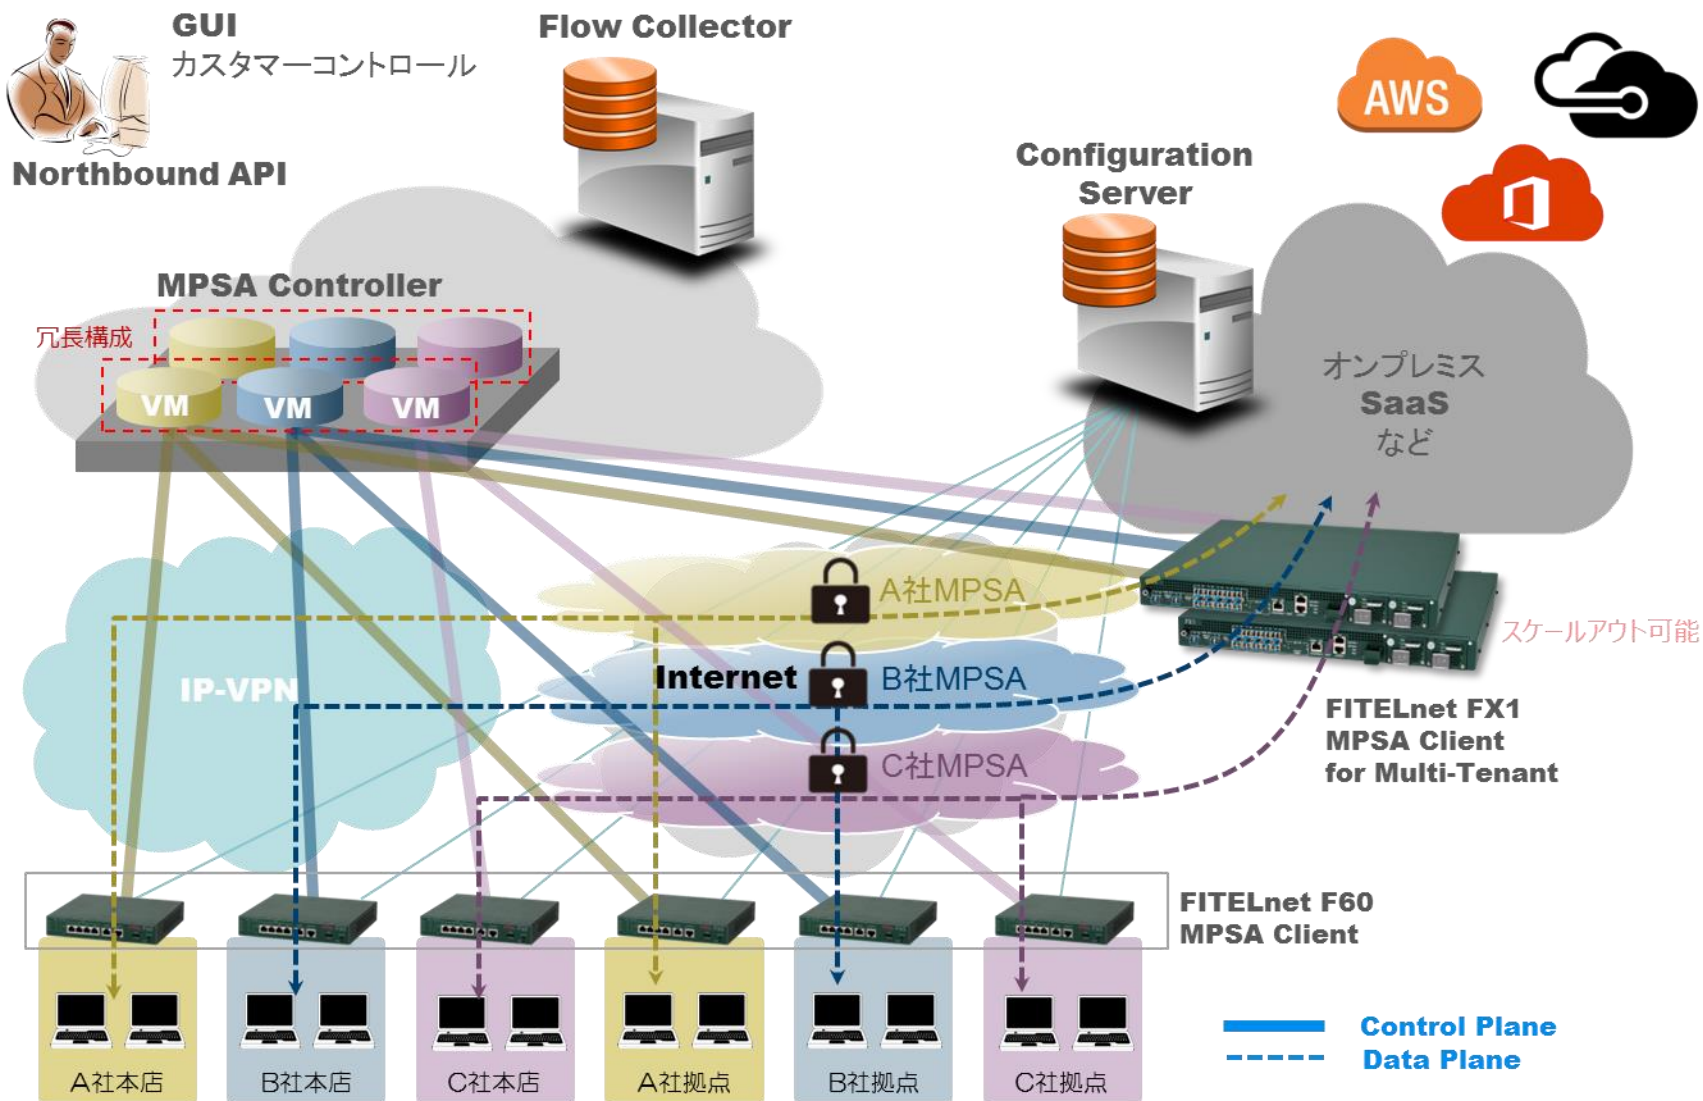 GUI
カスタマーコントロール
Northbound API
Flow Collector
Configuration
Server
AWS
MPSA Controller
冗長構成
VM
VM
VM
オンプレミス
SaaS
など
A社MPSA
Internet
B社MPSA
C社MPSA
IP-VPN
スケールアウト可能
FITELnet FX1
MPSA Client
for Multi-Tenant
FITELnet F60
MPSA Client
A社本店
B社本店
C社本店
A社拠点
B社拠点
C社拠点
Control Plane
Data Plane